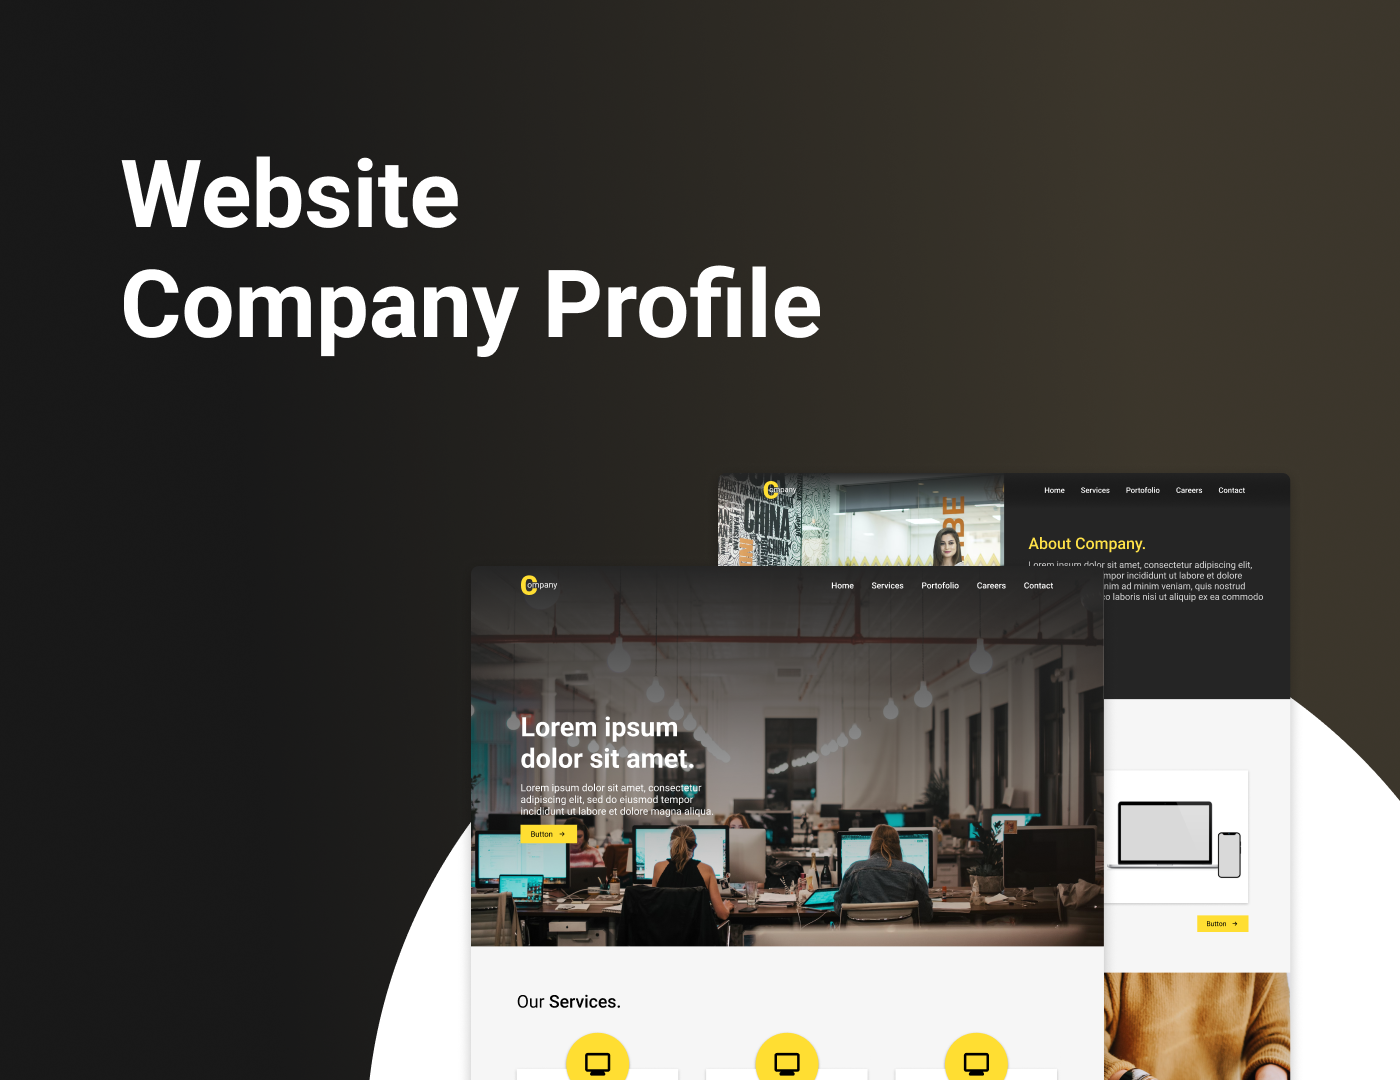 Website
Company Profile
Company
Home Services Portofolio Careers Contact
CHINA
About Company.
Lorem ipsum dolor sit amet, consectetur adipiscing elit,
mpor incididunt ut labore et dolore
nim ad minim veniam, quis nostrud
co laboris nisi ut aliquip ex ea commodo
Company
Home Services Portofolio Careers Contact
Lorem ipsum
dolor sit amet.
Lorem ipsum dolor sit amet, consectetur
adipiscing elit, sed do eiusmod tempor
incididunt ut labore et dolore magna aliqua.
Button →
Button →
Our Services.